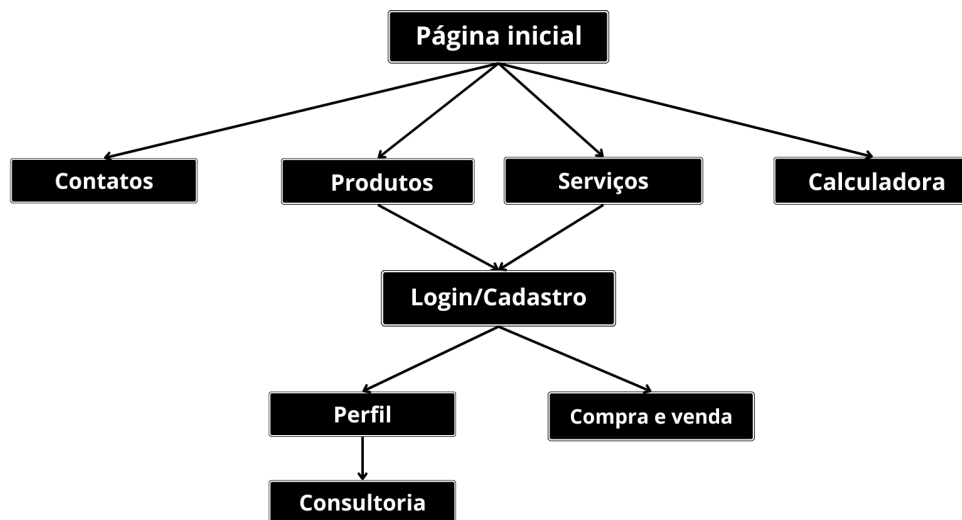 Página inicial
Contatos
Produtos
Serviços
Calculadora
Login/Cadastro
Perfil
Compra e venda
Consultoria